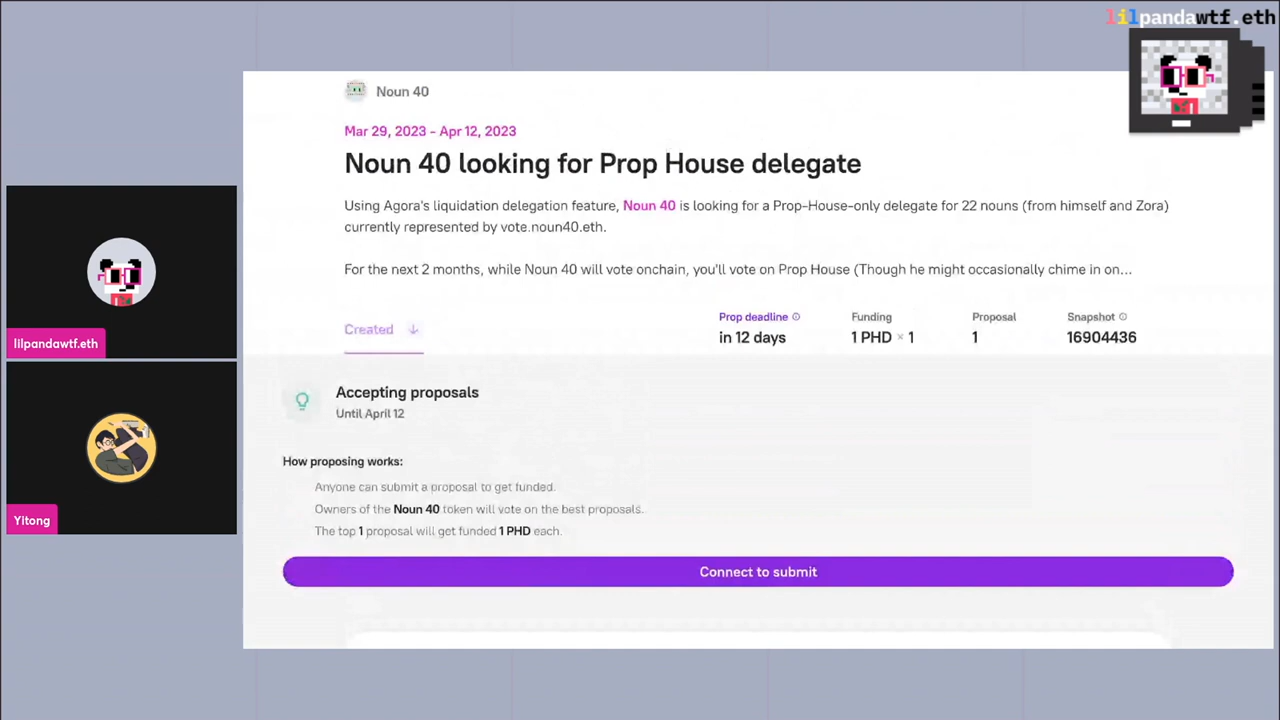 lilpandawtf.eth
Noun 40
Mar 29, 2023 - Apr 12, 2023
Noun 40 looking for Prop House delegate
Using Agora's liquidation delegation feature, Noun 40 is looking for a Prop-House-only delegate for 22 nouns (from himself and Zora)
currently represented by vote.noun40.eth.
For the next 2 months, while Noun 40 will vote onchain, you'll vote on Prop House (Though he might occasionally chime in on...
Created
Prop deadline
in 12 days
Funding
1 PHD × 1
Proposal
1
Snapshot
16904436
Accepting proposals
Until April 12
How proposing works:
Anyone can submit a proposal to get funded.
Owners of the Noun 40 token will vote on the best proposals.
The top 1 proposal will get funded 1 PHD each.
Connect to submit
lilpandawtf.eth
Yitong